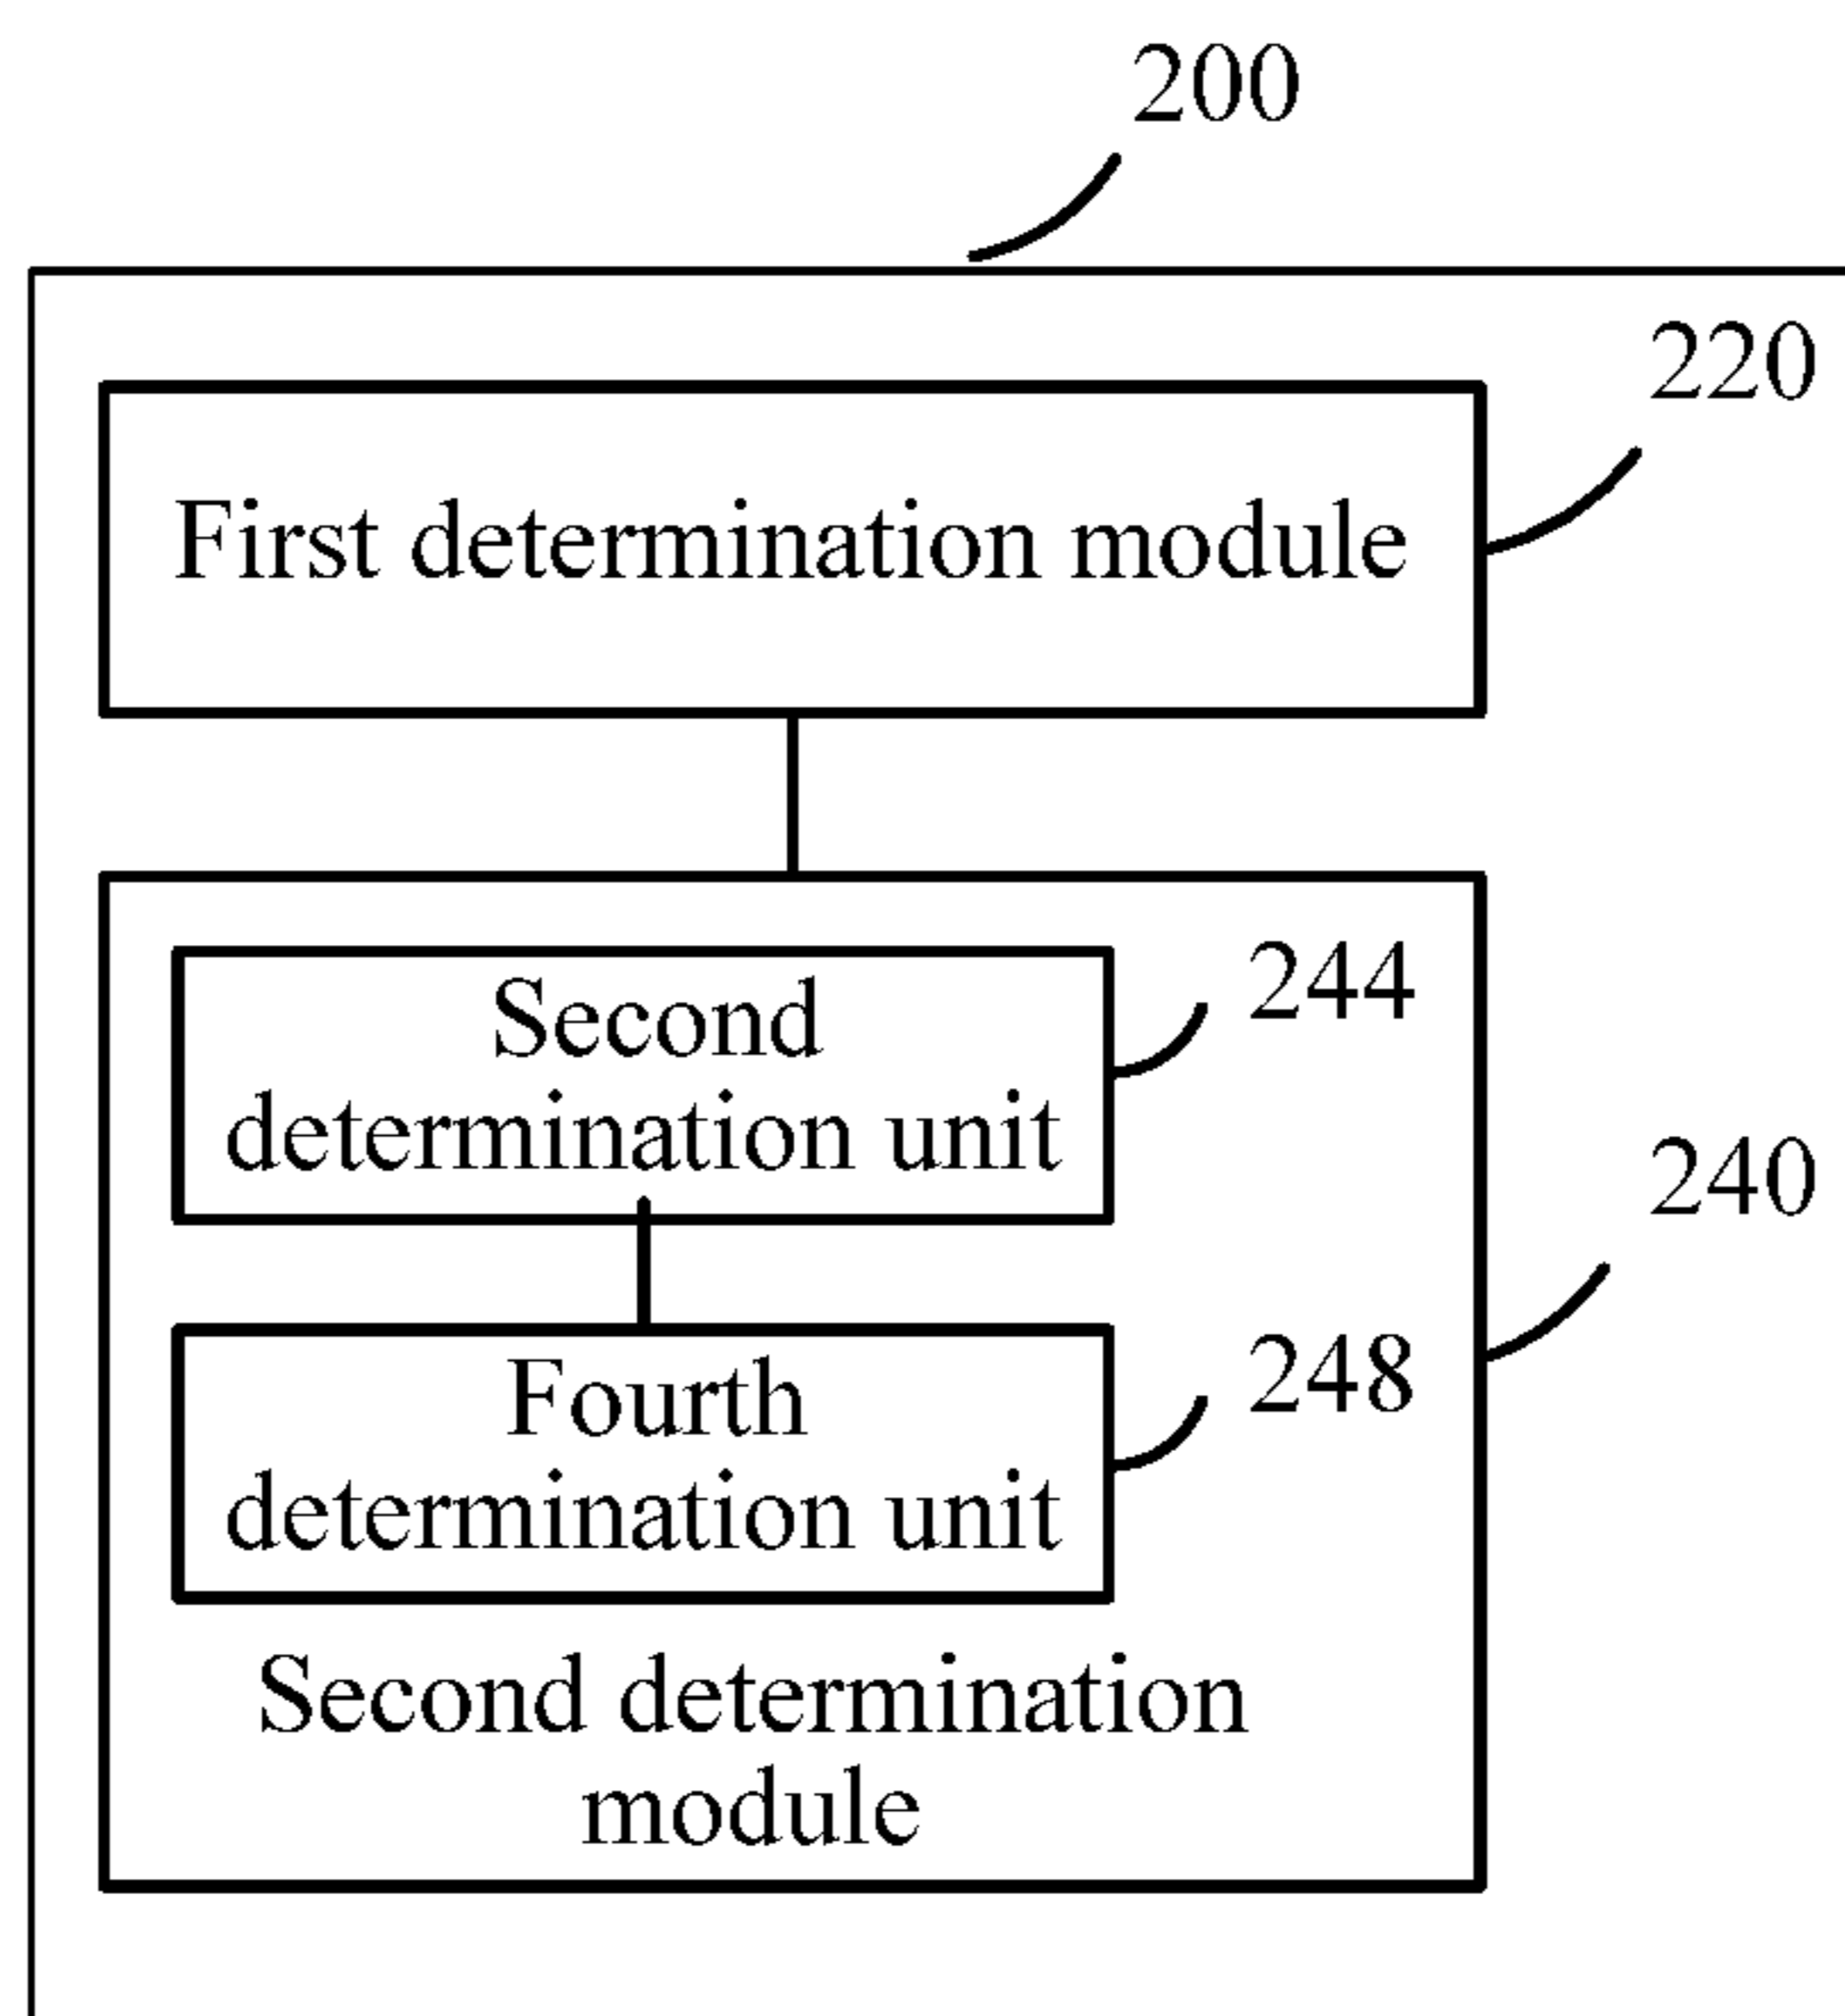 200
220
First determination module
244
Second
determination unit
240
248
Fourth
determination unit
Second determination
module